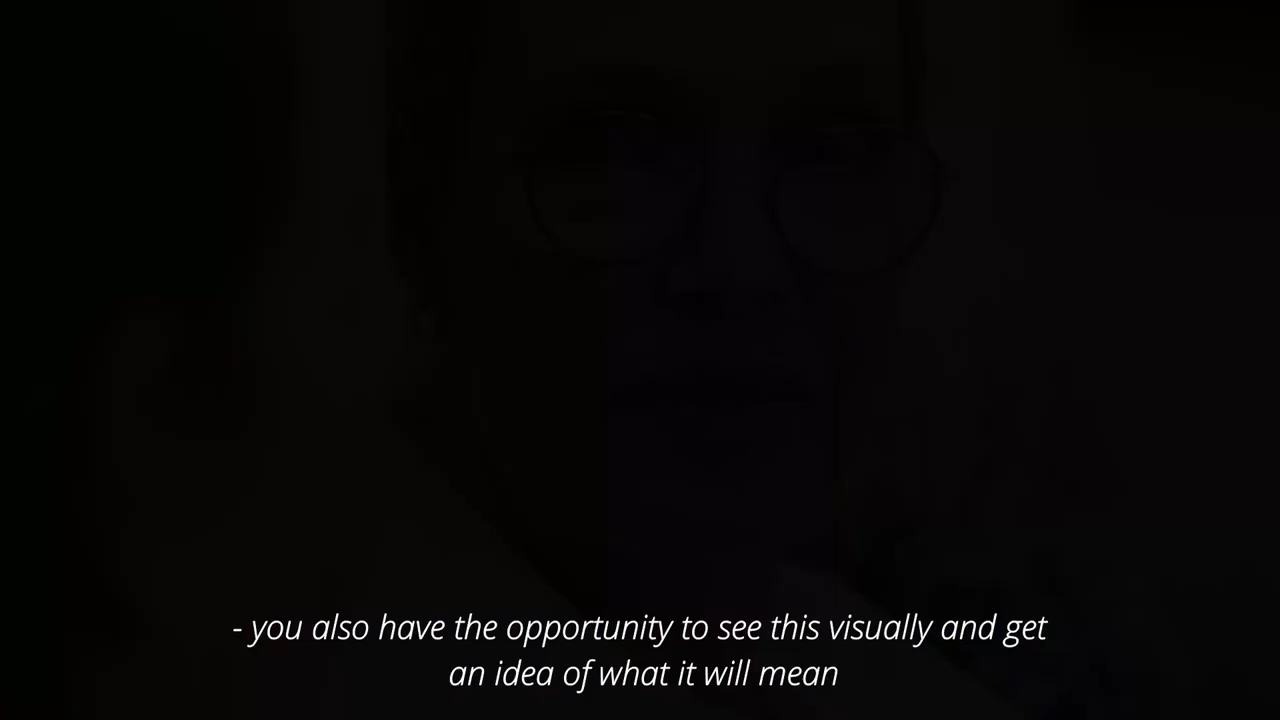 - you also have the opportunity to see this visually and get
an idea of what it will mean